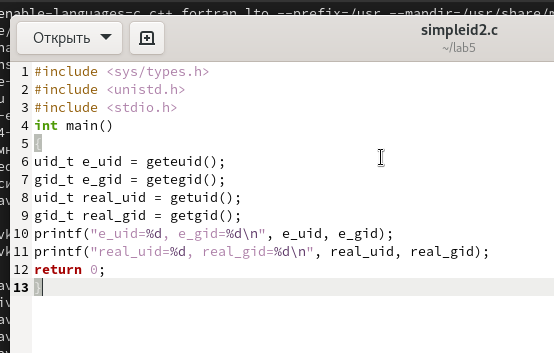 enable-languages=c,c++,fortran,lto --prefix=/usr --mandir=/usr/share/m
Открыть
simpleid2.c
~/lab5
1 #include <sys/types.h>
2 #include <unistd.h>
3 #include <stdio.h>
4 int main()
5 {
6 uid_t e_uid = geteuid();
7 gid_t e_gid = getegid();
8 uid_t real_uid = getuid();
9 gid_t real_gid = getgid();
10 printf("e_uid=%d, e_gid=%d\n", e_uid, e_gid);
11 printf("real_uid=%d, real_gid=%d\n", real_uid, real_gid);
12 return 0;
13 }